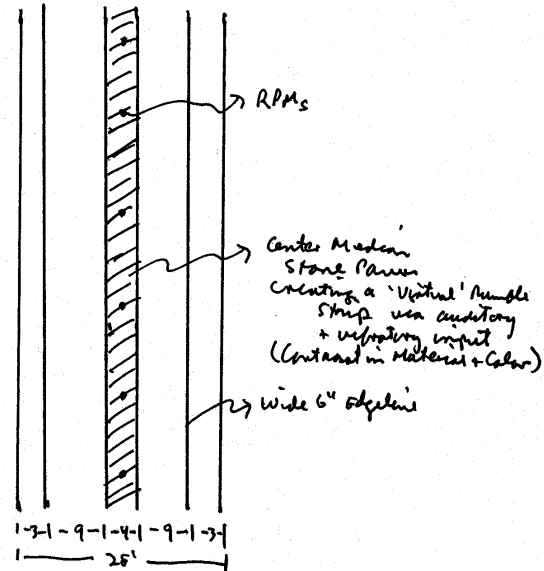 RPMs
Center Median
Stone Pavers
Creating a 'Virtual' Rumble
Strip via auditory
+ vibratory input
(Contrast in Material + Color)
Wide 6" Edgeline
3 - 9 - 4 - 9 - 3
28'